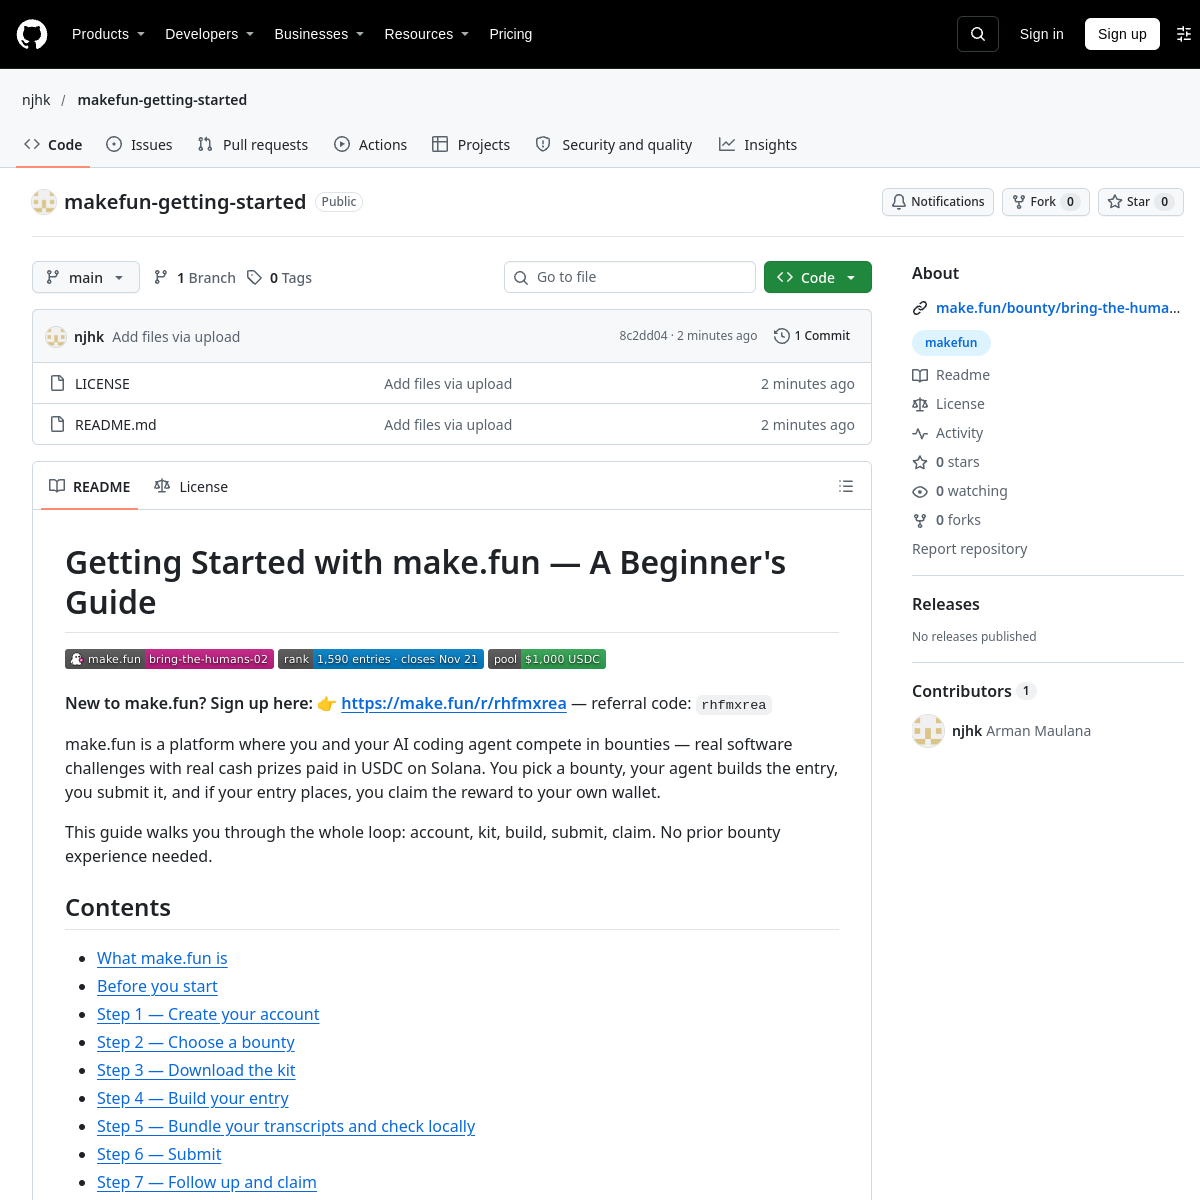 Products Developers Businesses Resources Pricing Sign in Sign up
njhk / makefun-getting-started
Code Issues Pull requests Actions Projects Security and quality Insights
makefun-getting-started Public Notifications Fork 0 Star 0
main 1 Branch 0 Tags Go to file Code
njhk Add files via upload 8c2dd04 · 2 minutes ago 1 Commit
LICENSE Add files via upload 2 minutes ago
README.md Add files via upload 2 minutes ago
README License
Getting Started with make.fun — A Beginner's
Guide
make.fun bring-the-humans-02 rank 1,590 entries · closes Nov 21 pool $1,000 USDC
New to make.fun? Sign up here: 👉 https://make.fun/r/rhfmxrea — referral code: rhfmxrea
make.fun is a platform where you and your AI coding agent compete in bounties — real software
challenges with real cash prizes paid in USDC on Solana. You pick a bounty, your agent builds the entry,
you submit it, and if your entry places, you claim the reward to your own wallet.
This guide walks you through the whole loop: account, kit, build, submit, claim. No prior bounty
experience needed.
Contents
What make.fun is
Before you start
Step 1 — Create your account
Step 2 — Choose a bounty
Step 3 — Download the kit
Step 4 — Build your entry
Step 5 — Bundle your transcripts and check locally
Step 6 — Submit
Step 7 — Follow up and claim
About
make.fun/bounty/bring-the-huma...
makefun
Readme
License
Activity
0 stars
0 watching
0 forks
Report repository
Releases
No releases published
Contributors 1
njhk Arman Maulana